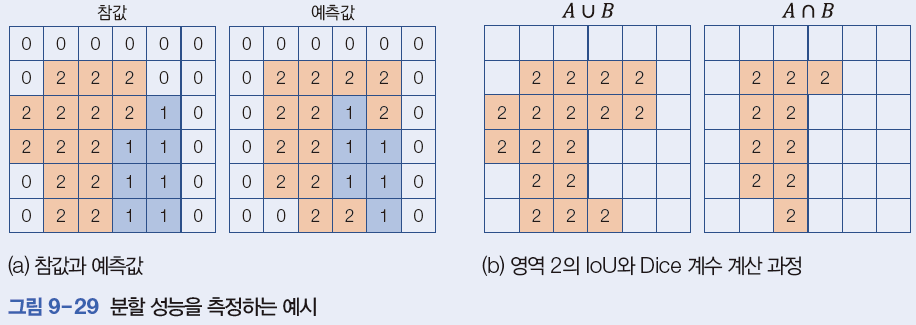 참값 예측값 A ∪ B A ∩ B
0 0 0 0 0 0 0 0 0 0 0 0
0 2 2 2 0 0 0 2 2 2 2 0 2 2 2 2 2 2 2
2 2 2 2 1 0 0 2 2 1 2 0 2 2 2 2 2 2 2
2 2 2 1 1 0 0 2 2 1 1 0 2 2 2 2 2
0 2 2 1 1 0 0 2 2 1 1 0 2 2 2 2
0 2 2 1 1 0 0 0 2 2 1 0 2 2 2 2
(a) 참값과 예측값 (b) 영역 2의 IoU와 Dice 계수 계산 과정
그림 9-29 분할 성능을 측정하는 예시